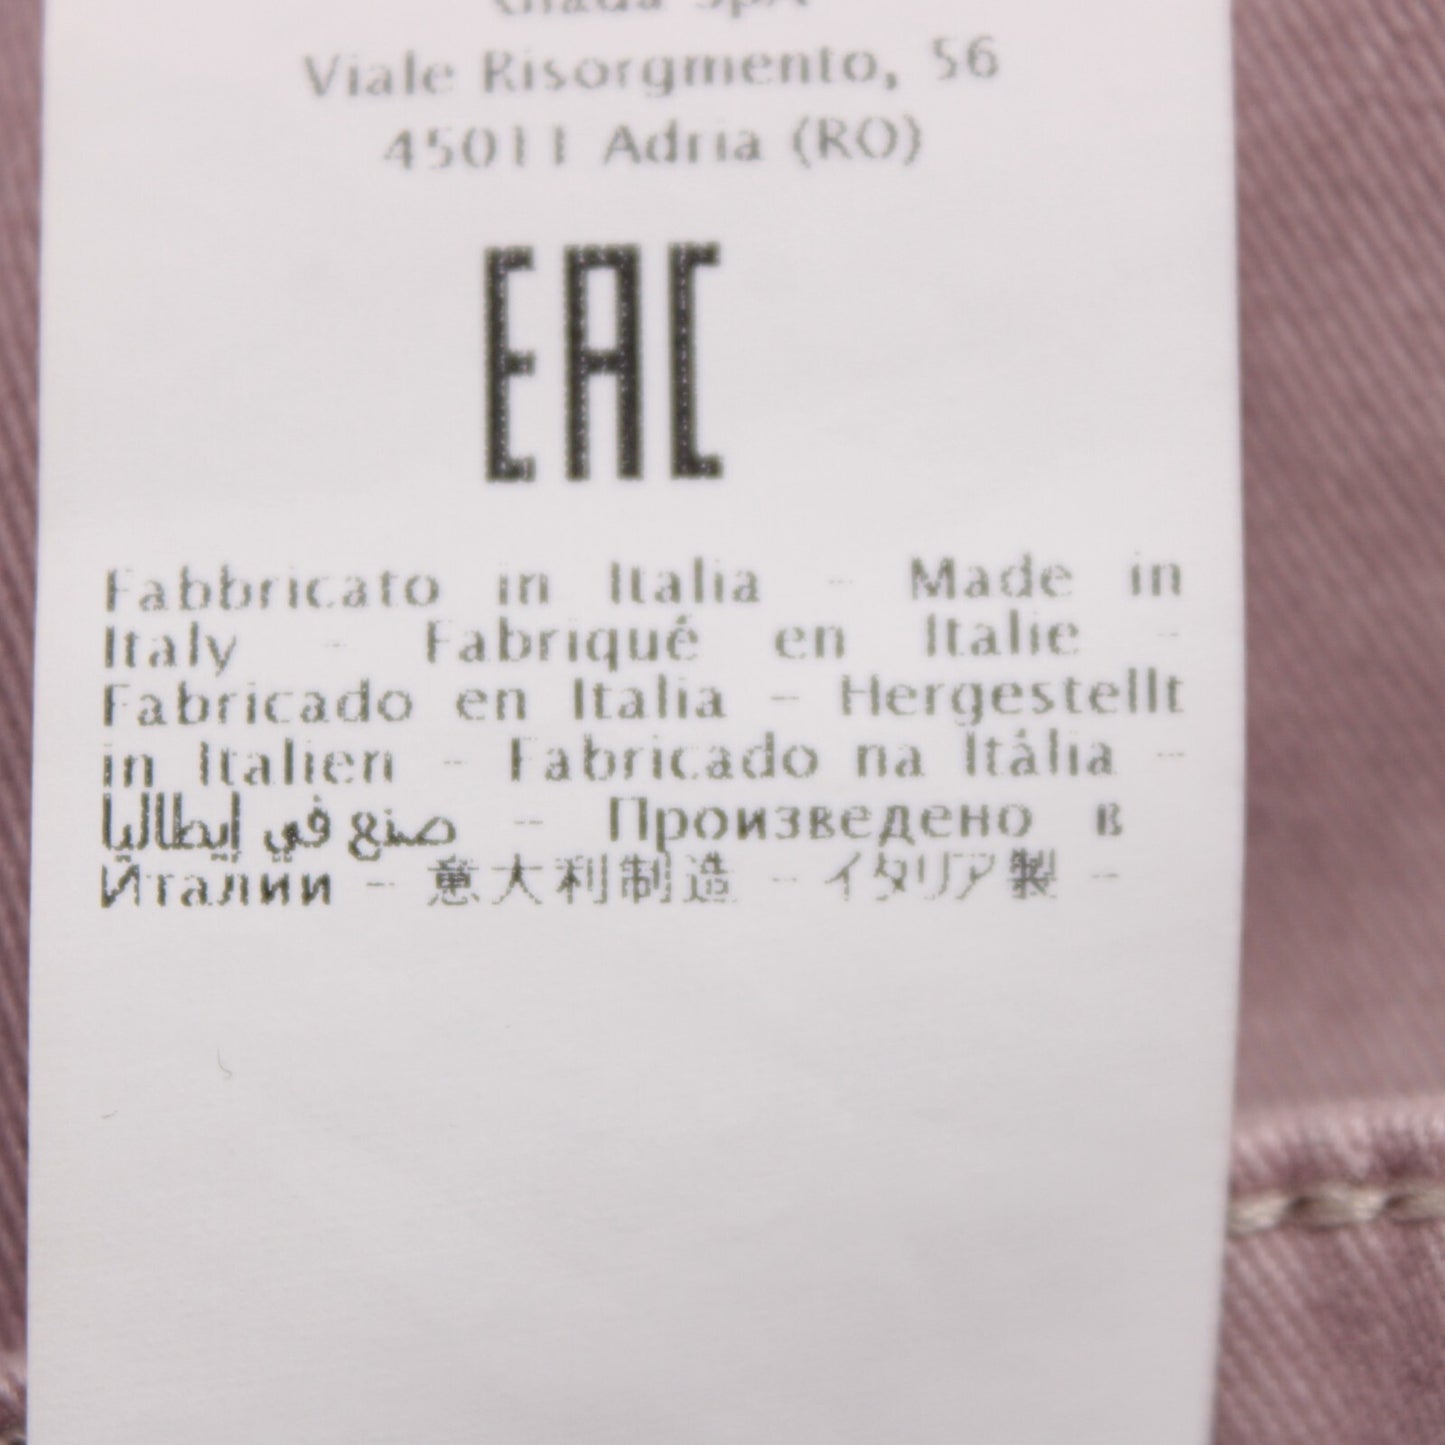 Giada SpA
Viale Risorgmento, 56
45011 Adria (RO)
EAC
Fabbricato in Italia - Made in
Italy - Fabriqué en Italie -
Fabricado en Italia - Hergestellt
in Italien - Fabricado na Itália -
صنع في إيطاليا - Произведено в
Италии - 意大利制造 - イタリア製 -